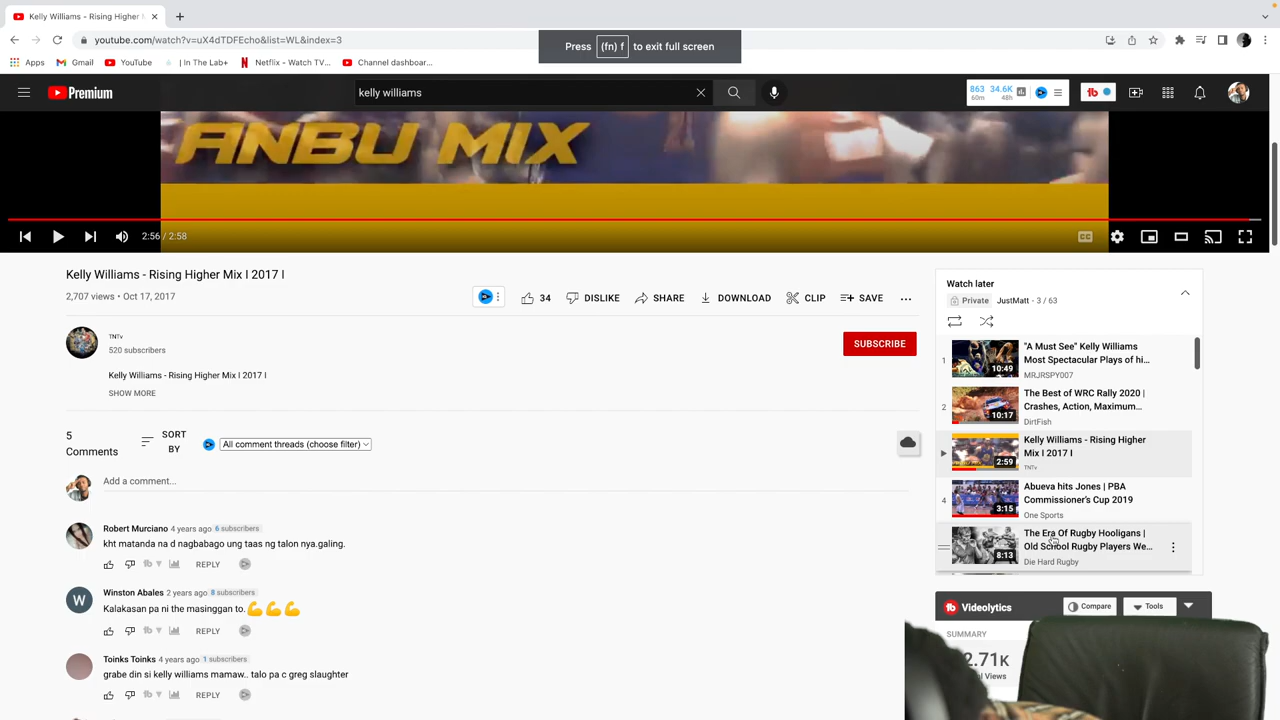 Kelly Williams - Rising Higher M
youtube.com/watch?v=uX4dTDFEcho&list=WL&index=3
Press (fn) f to exit full screen
Apps Gmail YouTube | In The Lab+ Netflix - Watch TV... Channel dashboar...
Premium
kelly williams
863 34.6K
60m 48h
ANBU MIX
2:56 / 2:58
CC
Kelly Williams - Rising Higher Mix I 2017 I
2,707 views • Oct 17, 2017
34 DISLIKE SHARE DOWNLOAD CLIP SAVE
TNTv
520 subscribers
SUBSCRIBE
Kelly Williams - Rising Higher Mix I 2017 I
SHOW MORE
5
Comments
SORT
BY
All comment threads (choose filter)
Add a comment...
Robert Murciano 4 years ago 6 subscribers
kht matanda na d nagbabago ung taas ng talon nya.galing.
REPLY
W
Winston Abales 2 years ago 8 subscribers
Kalakasan pa ni the masinggan to.💪💪💪
REPLY
Toinks Toinks 4 years ago 1 subscribers
grabe din si kelly williams mamaw.. talo pa c greg slaughter
REPLY
Watch later
Private JustMatt - 3 / 63
1
"A Must See" Kelly Williams
Most Spectacular Plays of hi...
MRJRSPY007
10:49
2
The Best of WRC Rally 2020 |
Crashes, Action, Maximum...
DirtFish
10:17
Kelly Williams - Rising Higher
Mix I 2017 I
TNTv
2:59
4
Abueva hits Jones | PBA
Commissioner's Cup 2019
One Sports
3:15
The Era Of Rugby Hooligans |
Old School Rugby Players We...
Die Hard Rugby
8:13
Videolytics Compare Tools
SUMMARY
2.71K
al Views